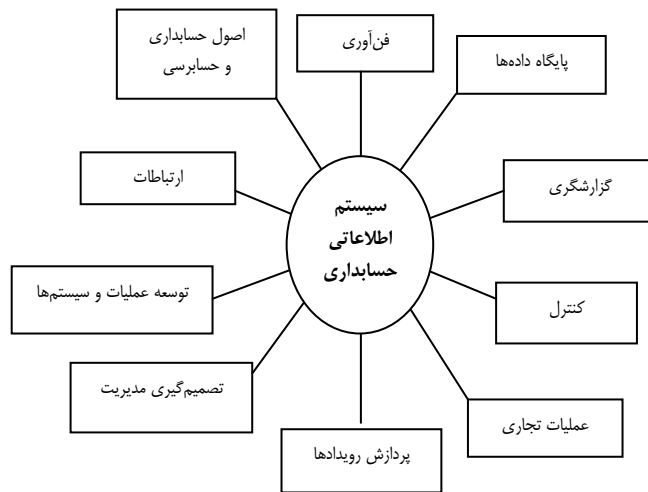 فن‌آوری
اصول حسابداری
و حسابرسی
پایگاه داده‌ها
ارتباطات
گزارشگری
سیستم
اطلاعاتی
حسابداری
توسعه عملیات و سیستم‌ها
کنترل
تصمیم‌گیری مدیریت
عملیات تجاری
پردازش رویدادها